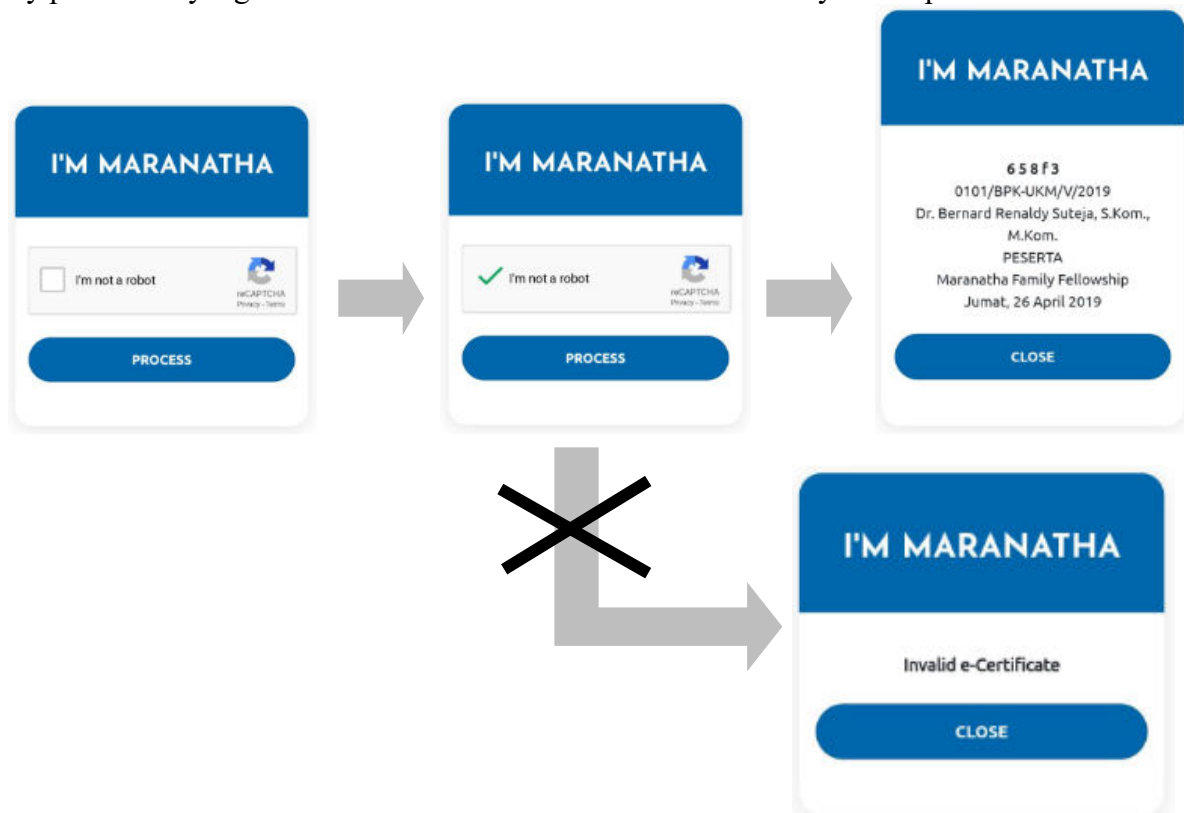 I'M MARANATHA
I'm not a robot
reCAPTCHA
Privacy - Terms
PROCESS
I'M MARANATHA
I'm not a robot
reCAPTCHA
Privacy - Terms
PROCESS
I'M MARANATHA
658f3
0101/BPK-UKM/V/2019
Dr. Bernard Renaldy Suteja, S.Kom.,
M.Kom.
PESERTA
Maranatha Family Fellowship
Jumat, 26 April 2019
CLOSE
I'M MARANATHA
Invalid e-Certificate
CLOSE